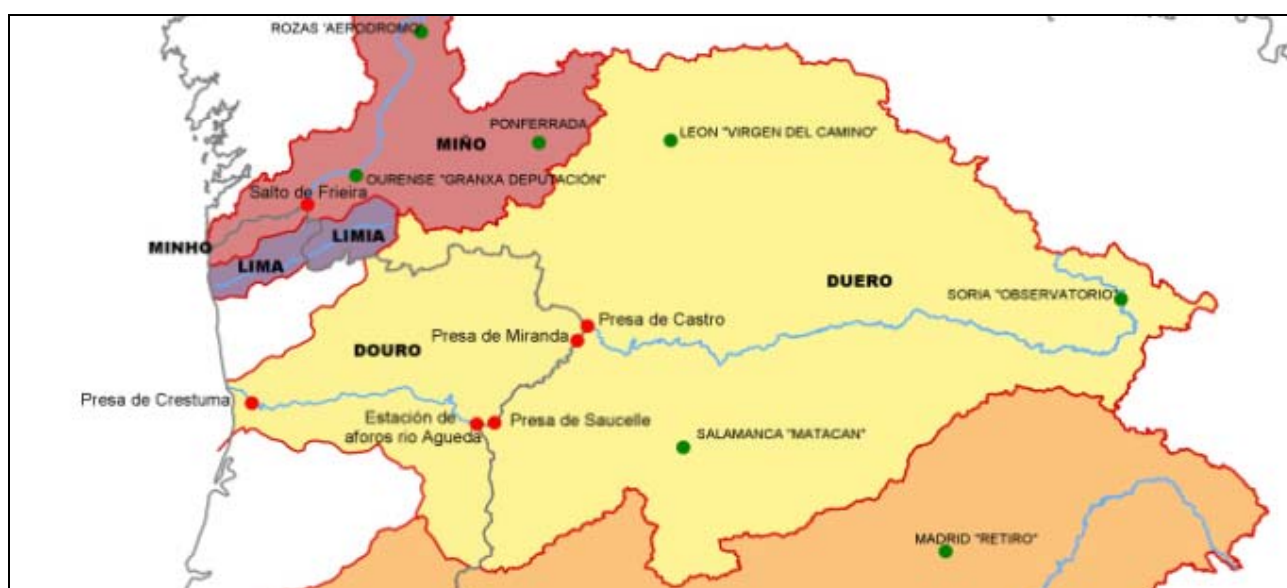 ROZAS "AERODROMO"
PONFERRADA
LEON "VIRGEN DEL CAMINO"
MIÑO
OURENSE "GRANXA DEPUTACIÓN"
Salto de Frieira
MINHO
LIMIA
LIMA
DUERO
SORIA "OBSERVATORIO"
Presa de Castro
Presa de Miranda
DOURO
Presa de Crestuma
Estación de
aforos rio Agueda
Presa de Saucelle
SALAMANCA "MATACAN"
MADRID "RETIRO"